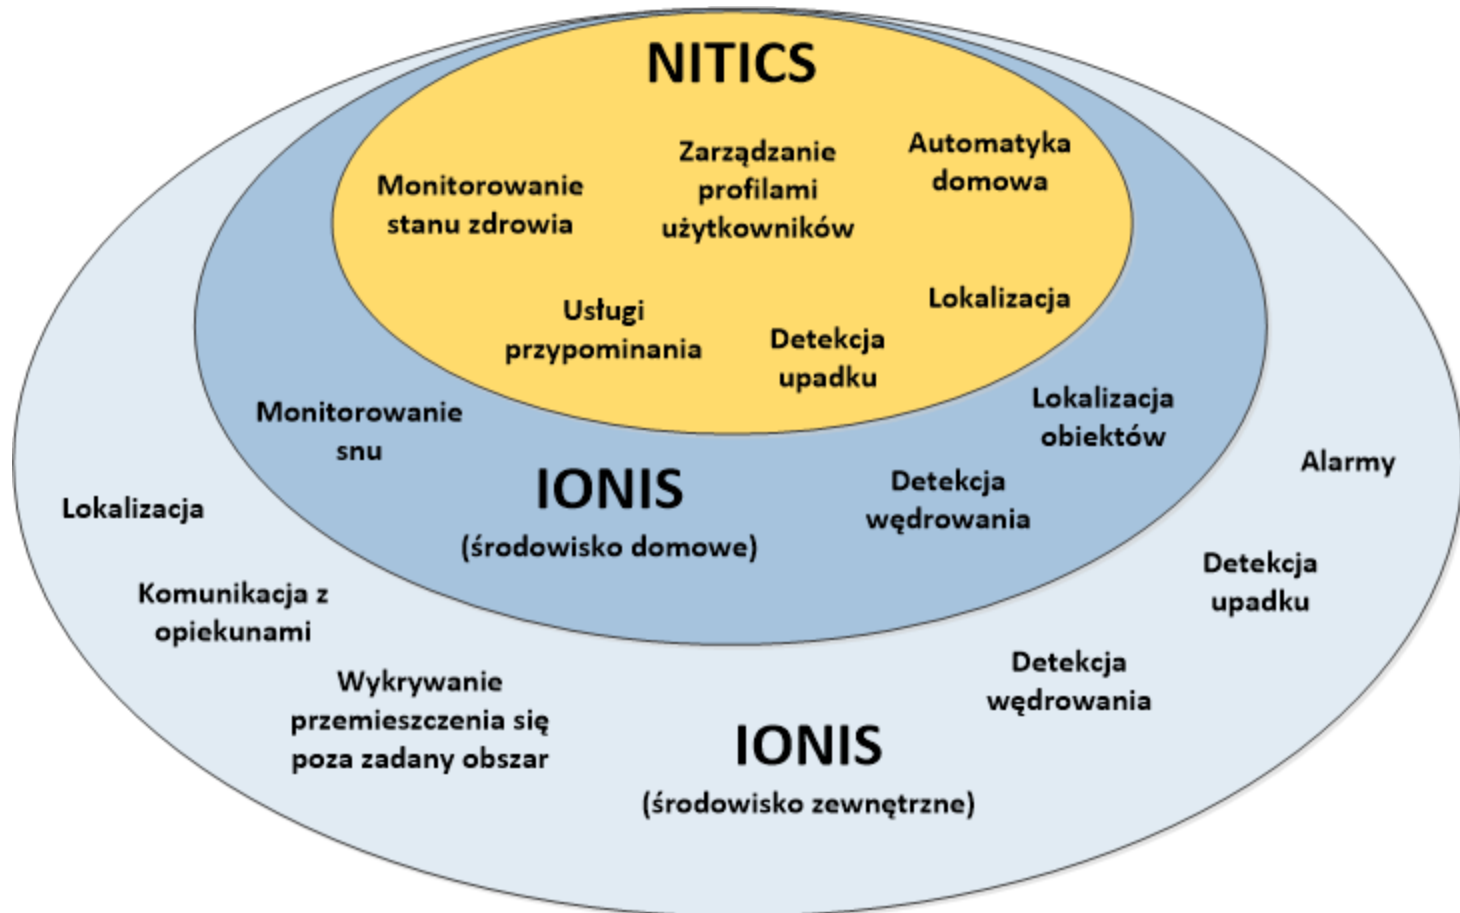 NITICS
Monitorowanie
stanu zdrowia
Zarządzanie
profilami
użytkowników
Automatyka
domowa
Usługi
przypominania
Detekcja
upadku
Lokalizacja
Monitorowanie
snu
IONIS
(środowisko domowe)
Detekcja
wędrowania
Lokalizacja
obiektów
Lokalizacja
Komunikacja z
opiekunami
Wykrywanie
przemieszczenia się
poza zadany obszar
IONIS
(środowisko zewnętrzne)
Detekcja
wędrowania
Detekcja
upadku
Alarmy